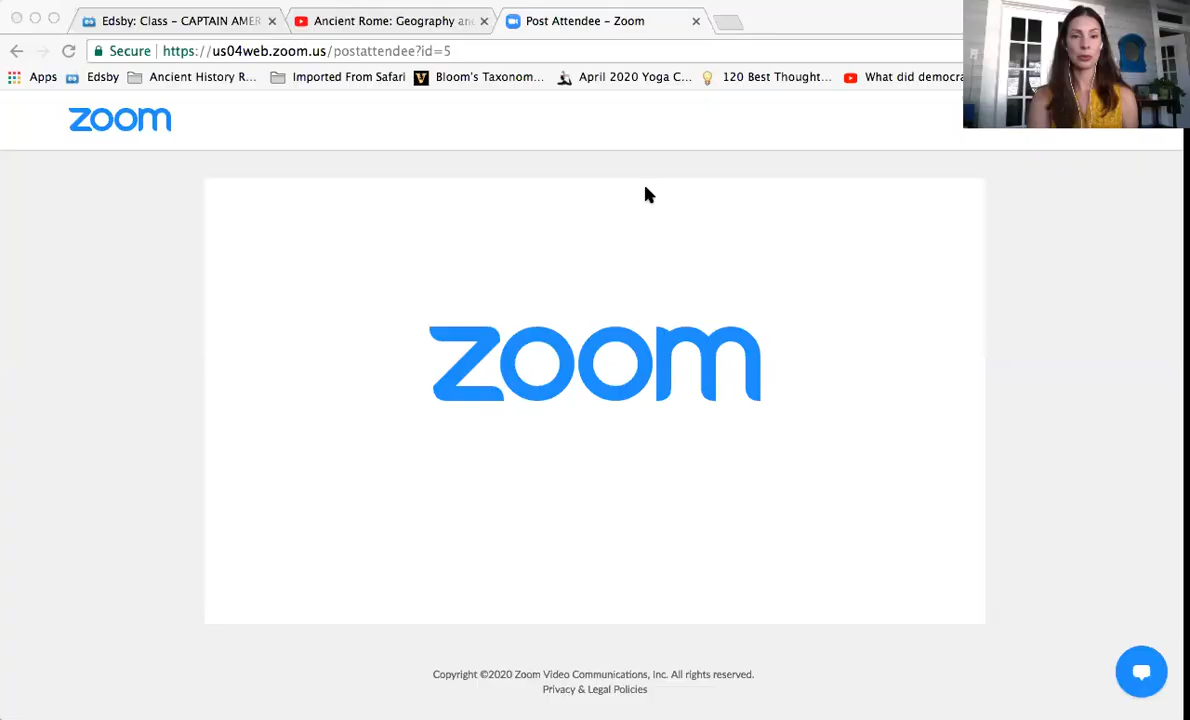 Edsby: Class – CAPTAIN AMER
Ancient Rome: Geography an
Post Attendee – Zoom
Secure
https://us04web.zoom.us/postattendee?id=5
Apps
Edsby
Ancient History R...
Imported From Safari
Bloom's Taxonom...
April 2020 Yoga C...
120 Best Thought...
What did democra
zoom
zoom
Copyright ©2020 Zoom Video Communications, Inc. All rights reserved.
Privacy & Legal Policies